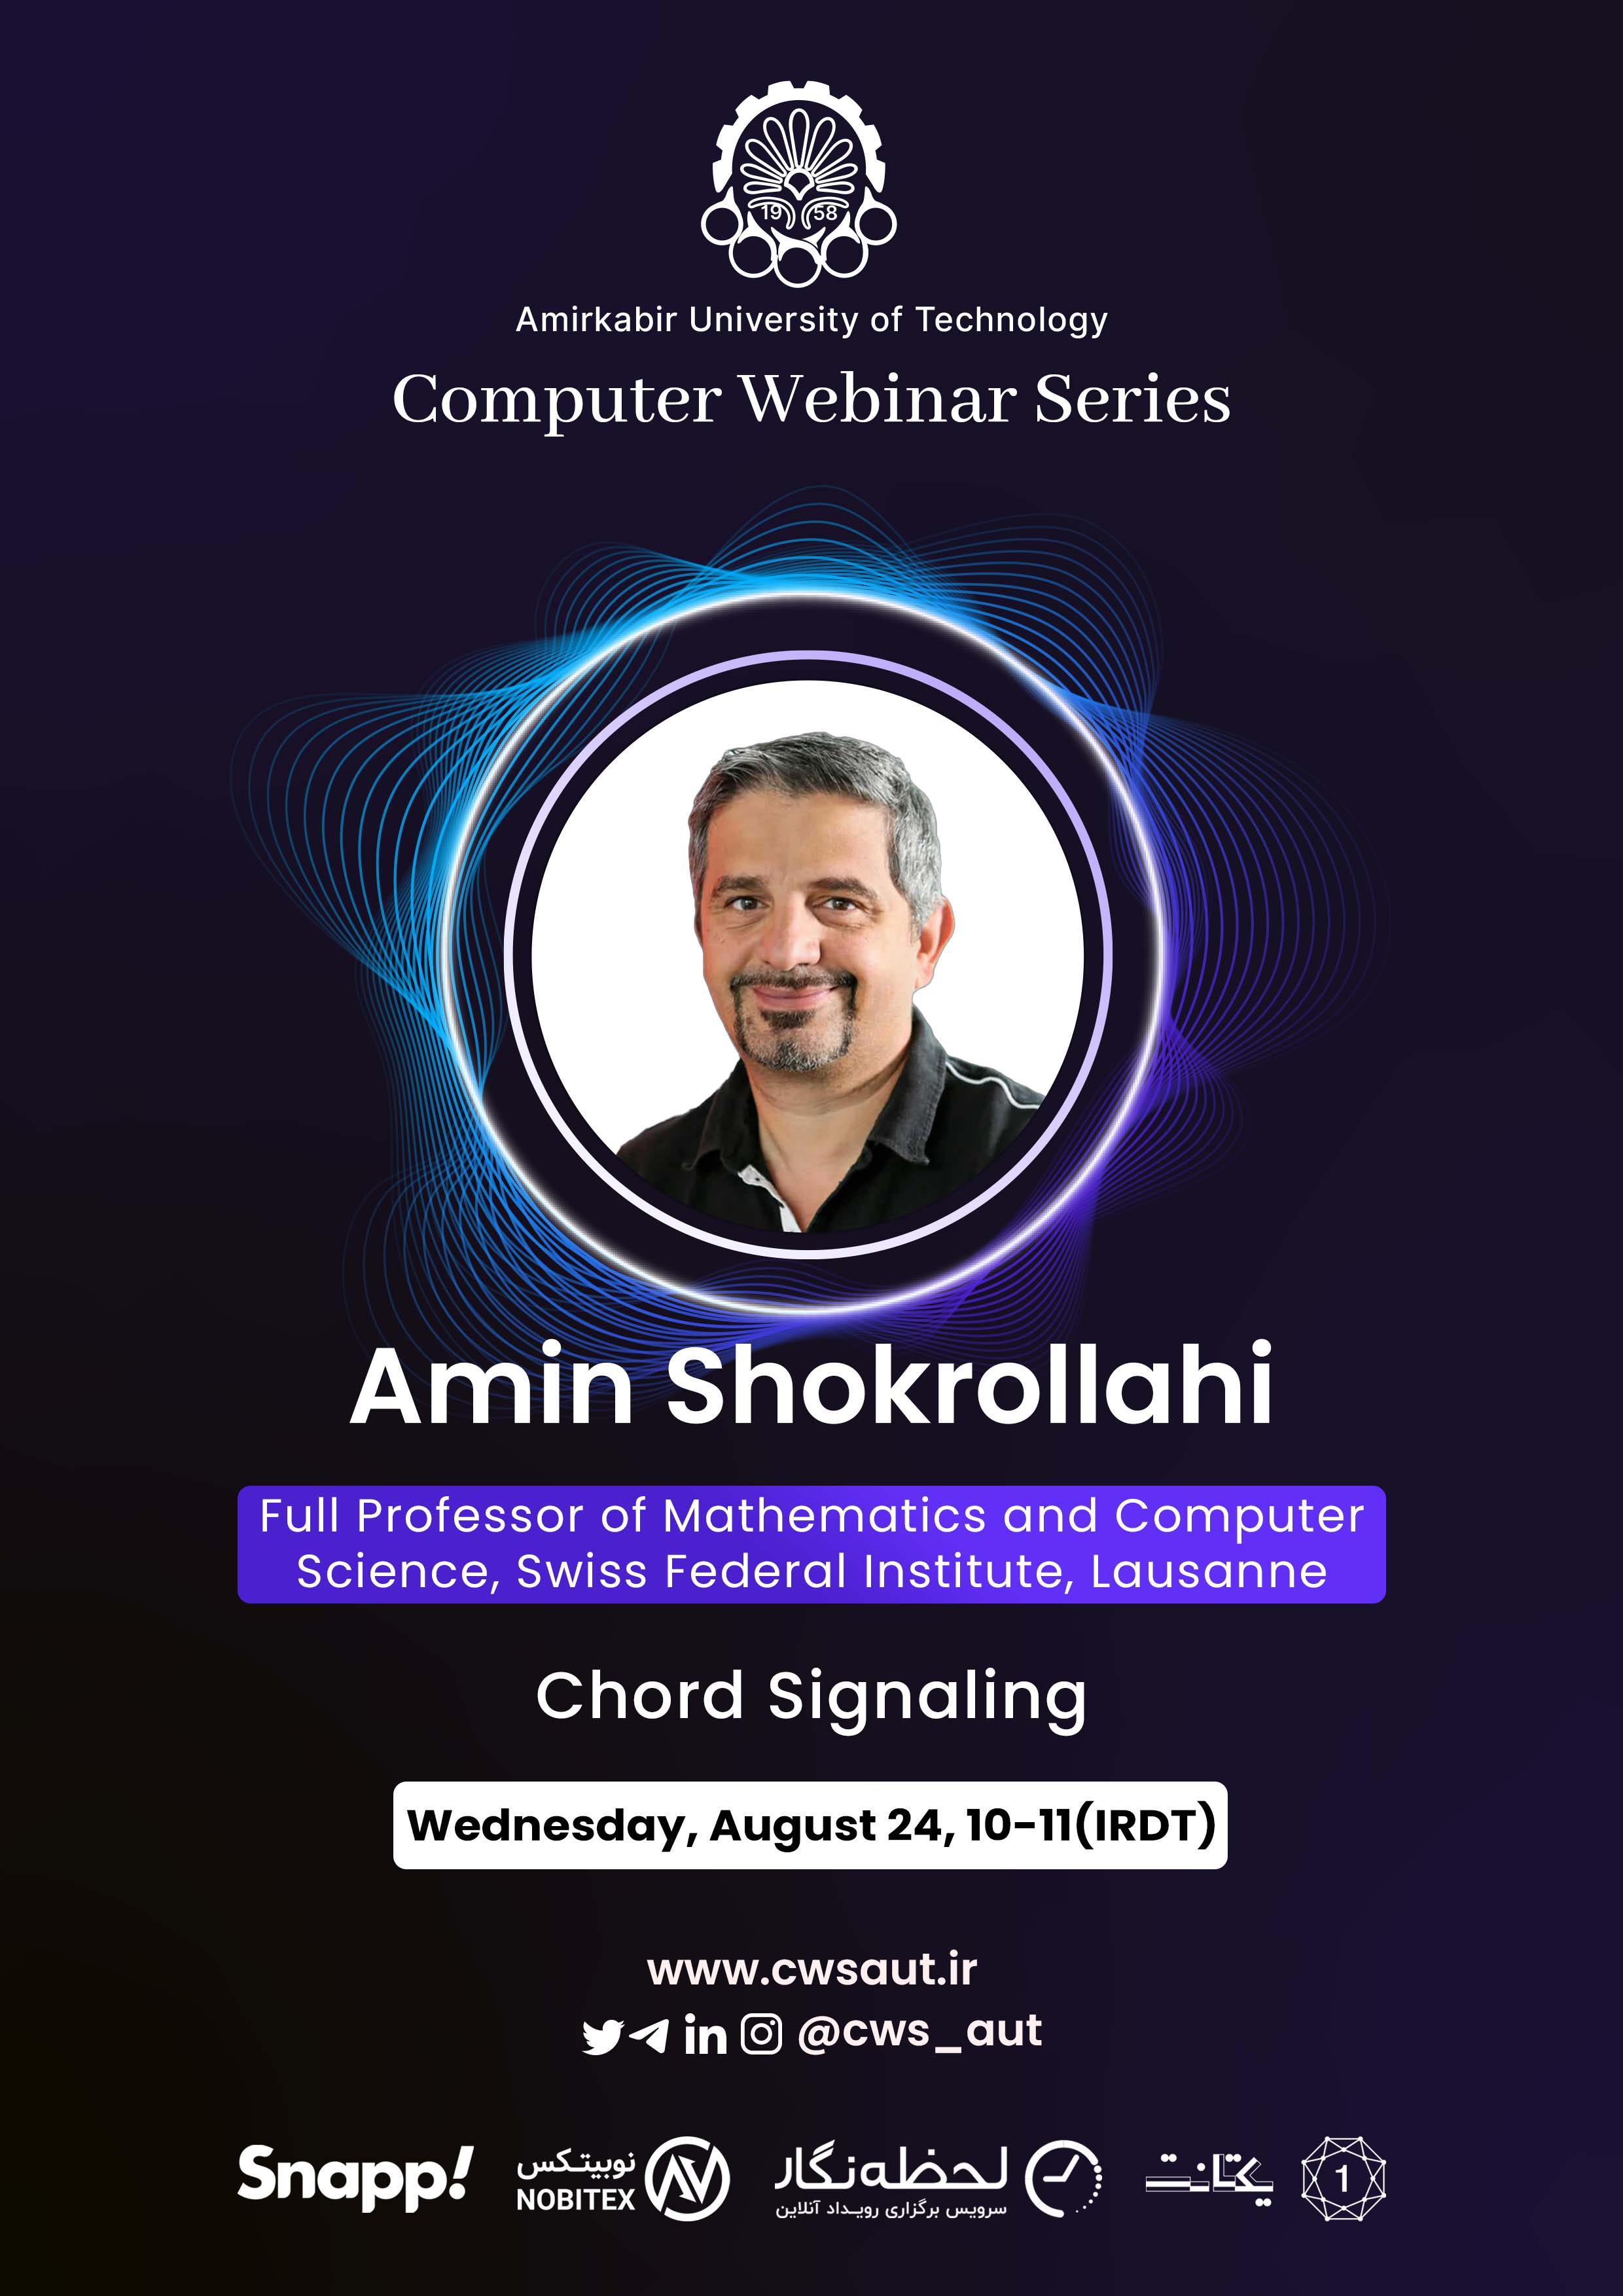 19 58
Amirkabir University of Technology
Computer Webinar Series
Amin Shokrollahi
Full Professor of Mathematics and Computer
Science, Swiss Federal Institute, Lausanne
Chord Signaling
Wednesday, August 24, 10-11(IRDT)
www.cwsaut.ir
in @cws_aut
Snapp!
نوبیتکس
NOBITEX
لحظه‌نگار
سرویس برگزاری رویـداد آنلاین
یکتانت
1